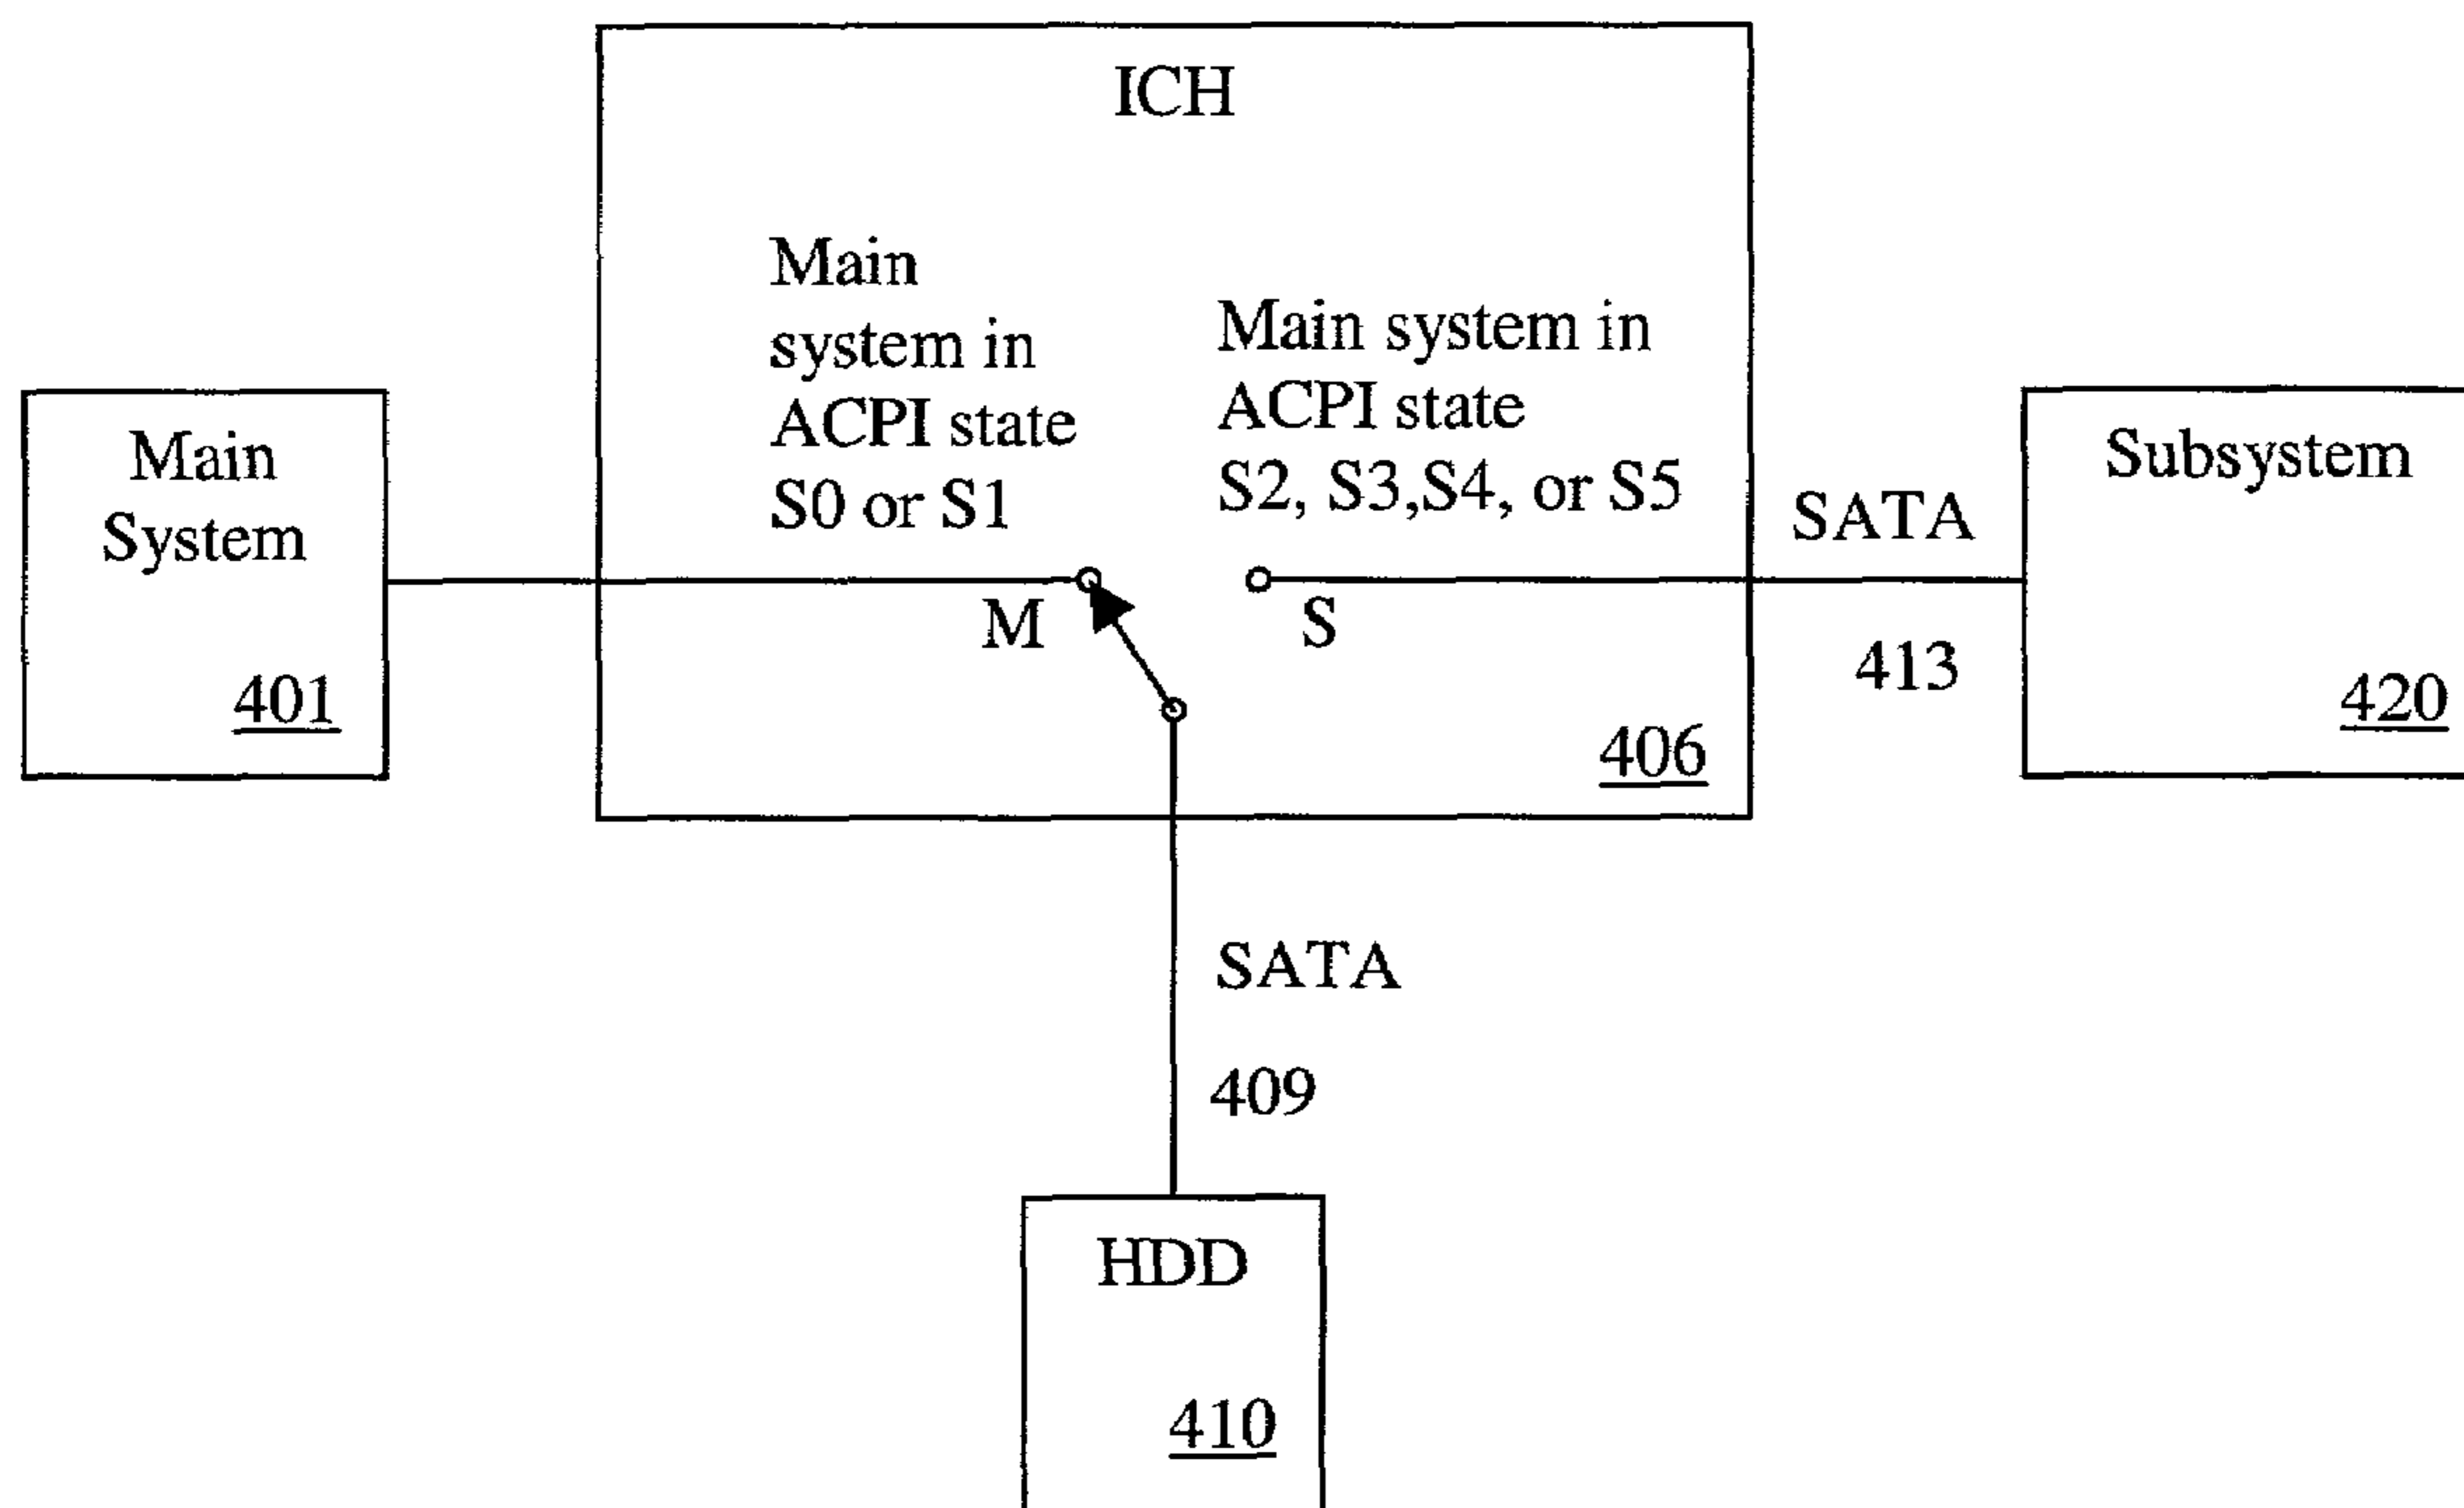 ICH
Main
system in
ACPI state
S0 or S1
Main system in
ACPI state
S2, S3,S4, or S5
Main
System
401
M
S
406
SATA
413
Subsystem
420
SATA
409
HDD
410